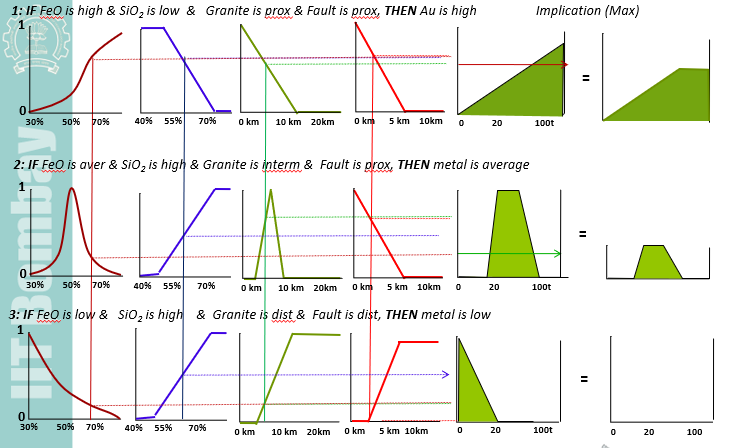 1: IF FeO is high & SiO2 is low & Granite is prox & Fault is prox, THEN Au is high Implication (Max)
1
0
30% 50% 70% 40% 55% 70% 0 km 10 km 20km 0 km 5 km 10km 0 20 100t
=
2: IF FeO is aver & SiO2 is high & Granite is interm & Fault is prox, THEN metal is average
1
0
30% 50% 70% 40% 55% 70% 0 km 10 km 20km 0 km 5 km 10km 0 20 100t
=
3: IF FeO is low & SiO2 is high & Granite is dist & Fault is dist, THEN metal is low
1
0
30% 50% 70% 40% 55% 70% 0 km 10 km 20km 0 km 5 km 10km 0 20 100t 0 20 100
=
IIT Bombay